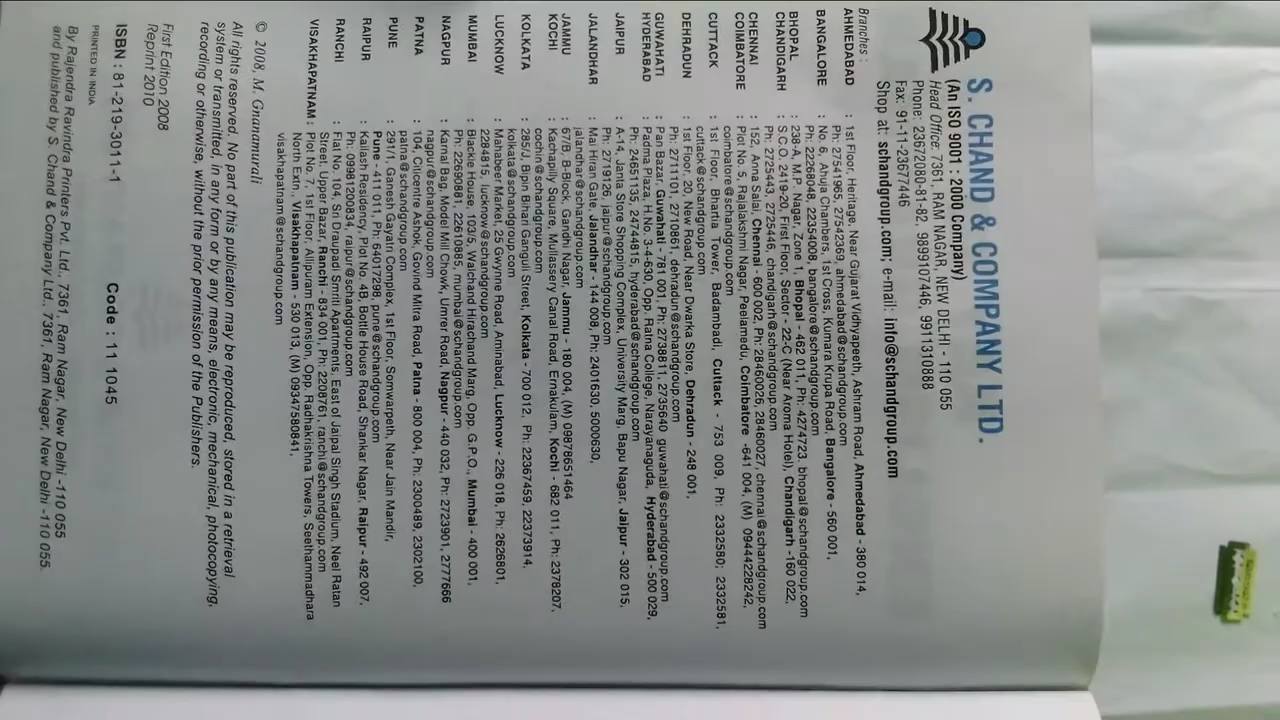 S. CHAND & COMPANY LTD.
(An ISO 9001 : 2000 Company)
Head Office: 7361, RAM NAGAR, NEW DELHI - 110 055
Phone: 23672080-81-82, 9899107446, 9911310888
Fax: 91-11-23677446
Shop at: schandgroup.com; e-mail: info@schandgroup.com
Branches :
AHMEDABAD : 1st Floor, Heritage, Near Gujarat Vidhyapeeth, Ashram Road, Ahmedabad - 380 014,
Ph: 27541965, 27542369, ahmedabad@schandgroup.com
BANGALORE : No. 6, Ahuja Chambers, 1st Cross, Kumara Krupa Road, Bangalore - 560 001,
Ph: 22268048, 22354008, bangalore@schandgroup.com
BHOPAL : 238-A, M.P. Nagar, Zone 1, Bhopal - 462 011, Ph: 4274723, bhopal@schandgroup.com
CHANDIGARH : S.C.O. 2419-20, First Floor, Sector - 22-C (Near Aroma Hotel), Chandigarh -160 022,
Ph: 2725443, 2725446, chandigarh@schandgroup.com
CHENNAI : 152, Anna Salai, Chennai - 600 002, Ph: 28460026, 28460027, chennai@schandgroup.com
COIMBATORE : Plot No. 5, Rajalakshmi Nagar, Peelamedu, Coimbatore -641 004, (M) 09444228242,
coimbatore@schandgroup.com
CUTTACK : 1st Floor, Bhartia Tower, Badambadi, Cuttack - 753 009, Ph: 2332580; 2332581,
cuttack@schandgroup.com
DEHRADUN : 1st Floor, 20, New Road, Near Dwarka Store, Dehradun - 248 001,
Ph: 2711101, 2710861, dehradun@schandgroup.com
GUWAHATI : Pan Bazar, Guwahati - 781 001, Ph: 2738811, 2735640 guwahati@schandgroup.com
HYDERABAD : Padma Plaza, H.No. 3-4-630, Opp. Ratna College, Narayanaguda, Hyderabad - 500 029,
Ph: 24651135, 24744815, hyderabad@schandgroup.com
JAIPUR : A-14, Janta Store Shopping Complex, University Marg, Bapu Nagar, Jaipur - 302 015,
Ph: 2719126, jaipur@schandgroup.com
JALANDHAR : Mai Hiran Gate, Jalandhar - 144 008, Ph: 2401630, 5000630,
jalandhar@schandgroup.com
JAMMU : 67/B, B-Block, Gandhi Nagar, Jammu - 180 004, (M) 09878651464
KOCHI : Kachapilly Square, Mullassery Canal Road, Ernakulam, Kochi - 682 011, Ph: 2378207,
cochin@schandgroup.com
KOLKATA : 285/J, Bipin Bihari Ganguli Street, Kolkata - 700 012, Ph: 22367459, 22373914,
kolkata@schandgroup.com
LUCKNOW : Mahabeer Market, 25 Gwynne Road, Aminabad, Lucknow - 226 018, Ph: 2626801,
2284815, lucknow@schandgroup.com
MUMBAI : Blackie House, 103/5, Walchand Hirachand Marg, Opp. G.P.O., Mumbai - 400 001,
Ph: 22690881, 22610885, mumbai@schandgroup.com
NAGPUR : Karnal Bag, Model Mill Chowk, Umrer Road, Nagpur - 440 032, Ph: 2723901, 2777666
nagpur@schandgroup.com
PATNA : 104, Citicentre Ashok, Govind Mitra Road, Patna - 800 004, Ph: 2300489, 2302100,
patna@schandgroup.com
PUNE : 291/1, Ganesh Gayatri Complex, 1st Floor, Somwarpeth, Near Jain Mandir,
Pune - 411 011, Ph: 64017298, pune@schandgroup.com
RAIPUR : Kailash Residency, Plot No. 4B, Bottle House Road, Shankar Nagar, Raipur - 492 007,
Ph: 09981200834, raipur@schandgroup.com
RANCHI : Flat No. 104, Sri Draupadi Smriti Apartments, East of Jaipal Singh Stadium, Neel Ratan
Street, Upper Bazar, Ranchi - 834 001, Ph: 2208761, ranchi@schandgroup.com
VISAKHAPATNAM : Plot No. 7, 1st Floor, Allipuram Extension, Opp. Radhakrishna Towers, Seethammadhara
North Extn., Visakhapatnam - 530 013, (M) 09347580841,
visakhapatnam@schandgroup.com
© 2008, M. Gnanamurali
All rights reserved. No part of this publication may be reproduced, stored in a retrieval
system or transmitted, in any form or by any means, electronic, mechanical, photocopying,
recording or otherwise, without the prior permission of the Publishers.
First Edition 2008
Reprint 2010
ISBN : 81-219-3011-1 Code : 11 1045
PRINTED IN INDIA
By Rajendra Ravindra Printers Pvt. Ltd., 7361, Ram Nagar, New Delhi -110 055
and published by S. Chand & Company Ltd., 7361, Ram Nagar, New Delhi -110 055.